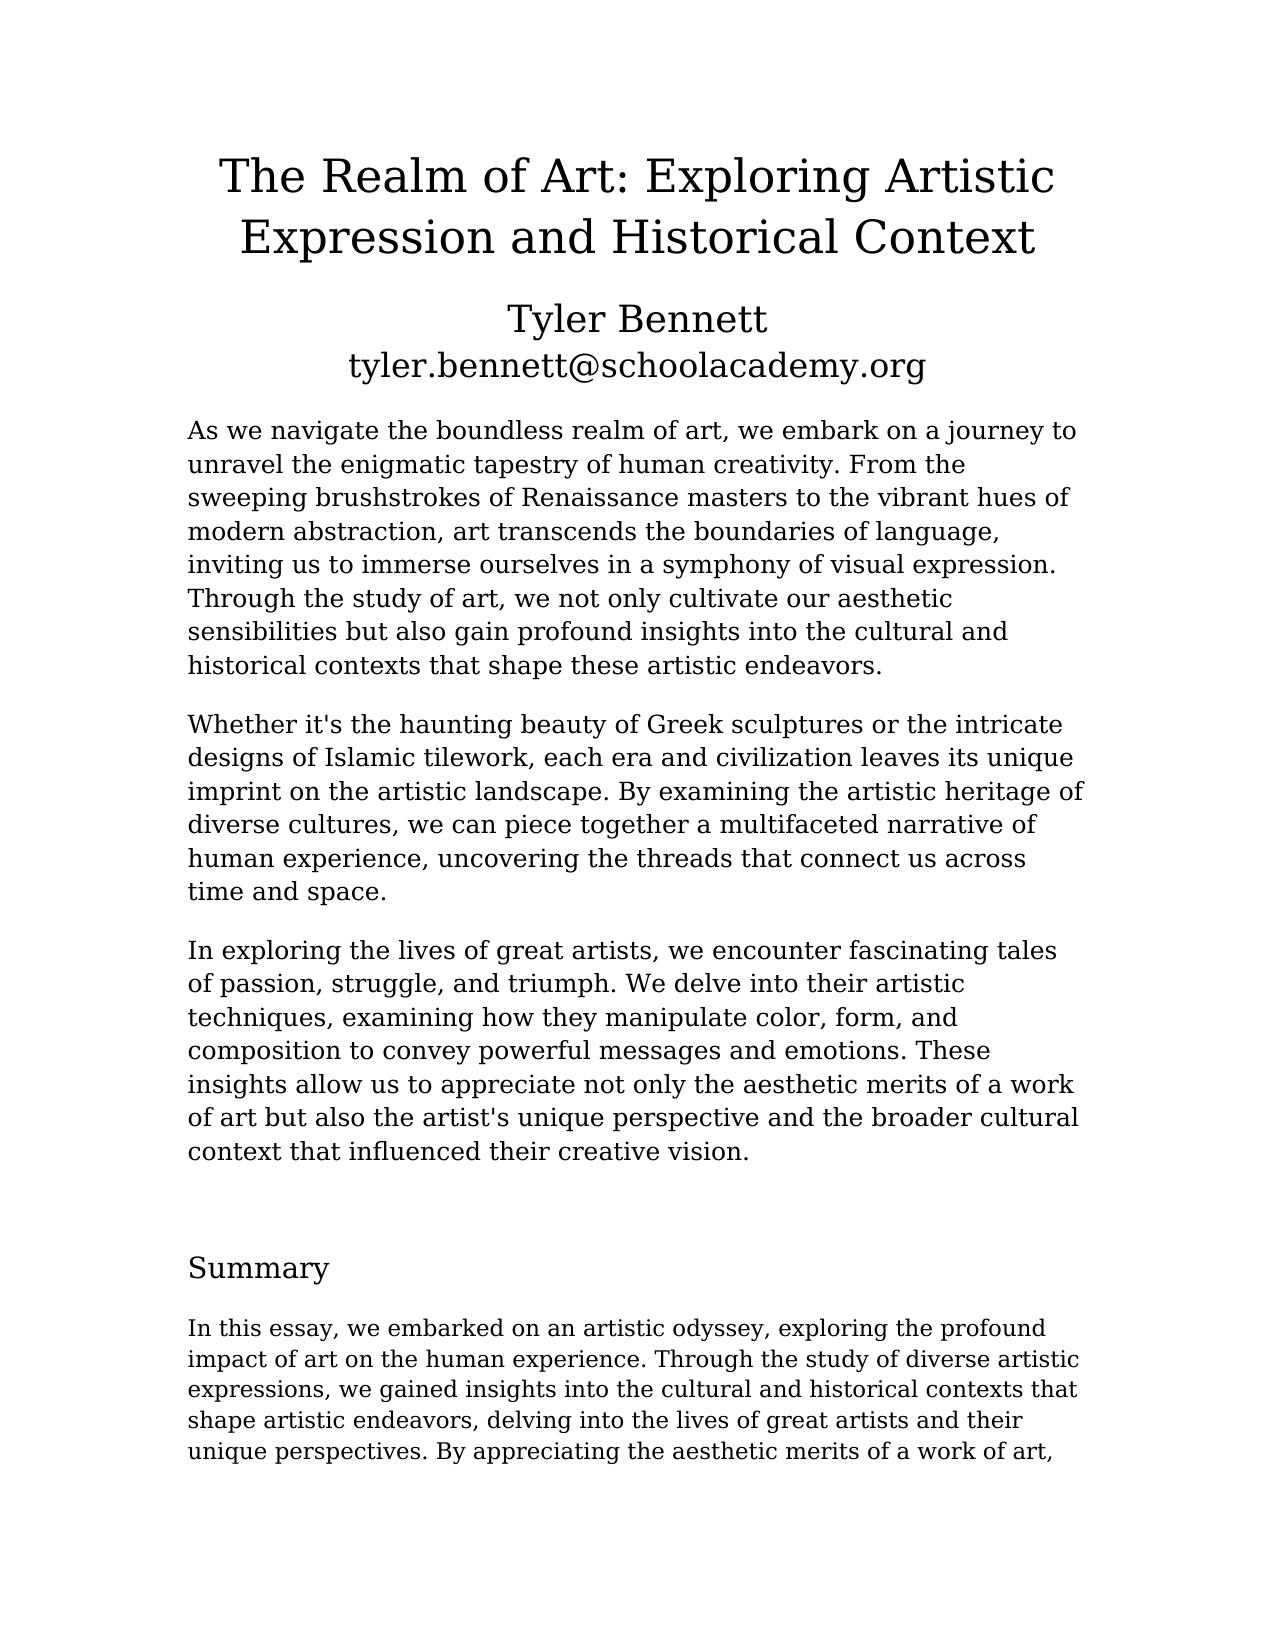 The Realm of Art: Exploring Artistic
Expression and Historical Context
Tyler Bennett
tyler.bennett@schoolacademy.org
As we navigate the boundless realm of art, we embark on a journey to
unravel the enigmatic tapestry of human creativity. From the
sweeping brushstrokes of Renaissance masters to the vibrant hues of
modern abstraction, art transcends the boundaries of language,
inviting us to immerse ourselves in a symphony of visual expression.
Through the study of art, we not only cultivate our aesthetic
sensibilities but also gain profound insights into the cultural and
historical contexts that shape these artistic endeavors.
Whether it's the haunting beauty of Greek sculptures or the intricate
designs of Islamic tilework, each era and civilization leaves its unique
imprint on the artistic landscape. By examining the artistic heritage of
diverse cultures, we can piece together a multifaceted narrative of
human experience, uncovering the threads that connect us across
time and space.
In exploring the lives of great artists, we encounter fascinating tales
of passion, struggle, and triumph. We delve into their artistic
techniques, examining how they manipulate color, form, and
composition to convey powerful messages and emotions. These
insights allow us to appreciate not only the aesthetic merits of a work
of art but also the artist's unique perspective and the broader cultural
context that influenced their creative vision.
Summary
In this essay, we embarked on an artistic odyssey, exploring the profound
impact of art on the human experience. Through the study of diverse artistic
expressions, we gained insights into the cultural and historical contexts that
shape artistic endeavors, delving into the lives of great artists and their
unique perspectives. By appreciating the aesthetic merits of a work of art,